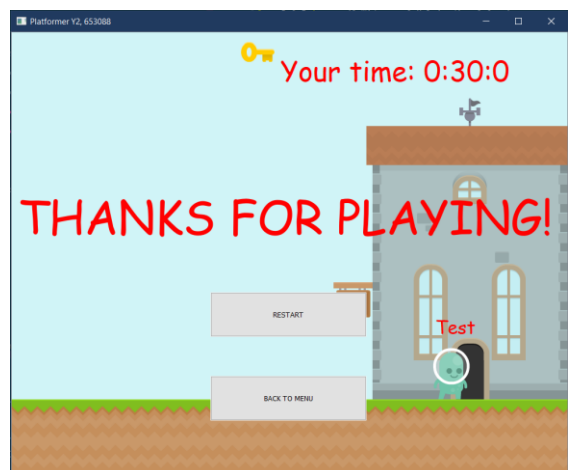 Platformer Y2, 653088
Your time: 0:30:0
THANKS FOR PLAYING!
RESTART
Test
BACK TO MENU